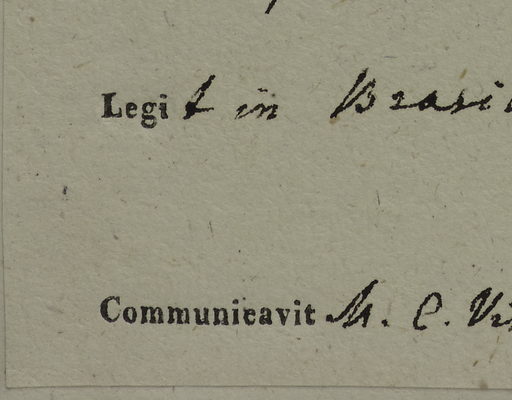 Legit in Brasi
Communicavit M. C. Vi